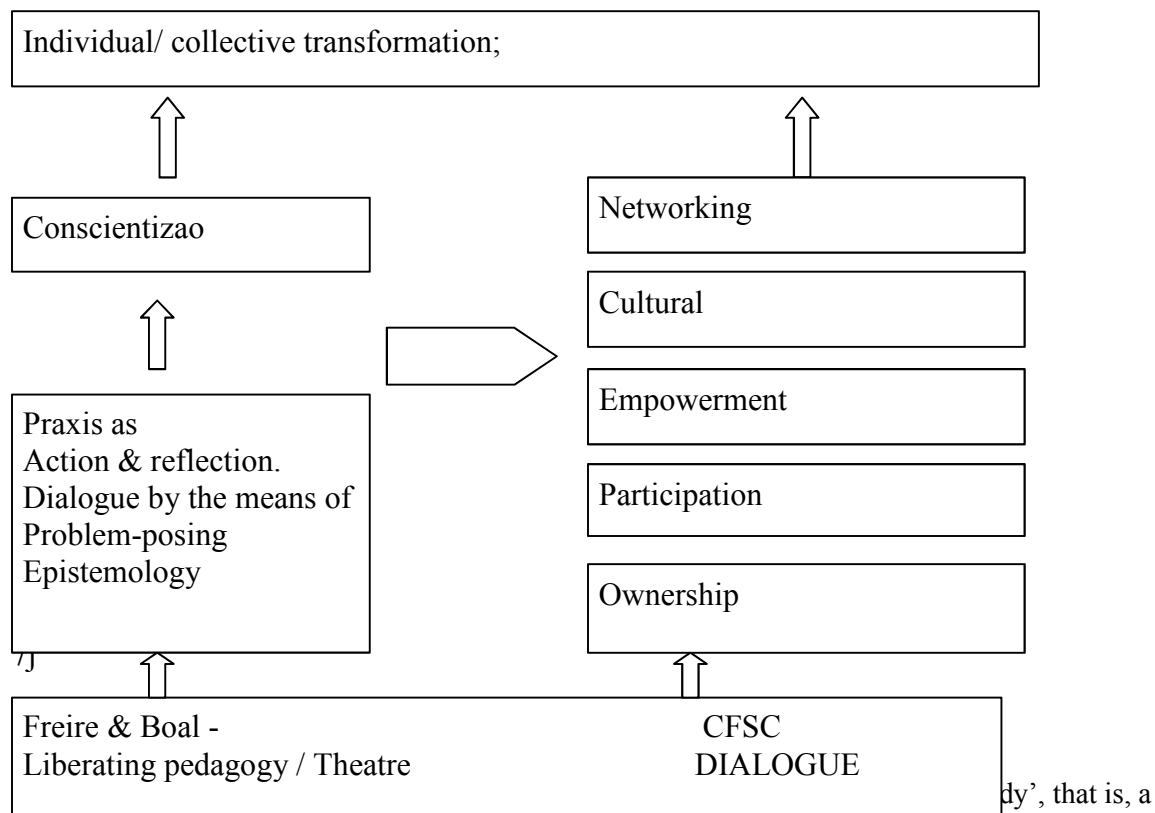 Individual/ collective transformation;
Conscientizao
Praxis as
Action & reflection.
Dialogue by the means of
Problem-posing
Epistemology
Networking
Cultural
Empowerment
Participation
Ownership
Freire & Boal -
Liberating pedagogy / Theatre
CFSC
DIALOGUE
dy’, that is, a